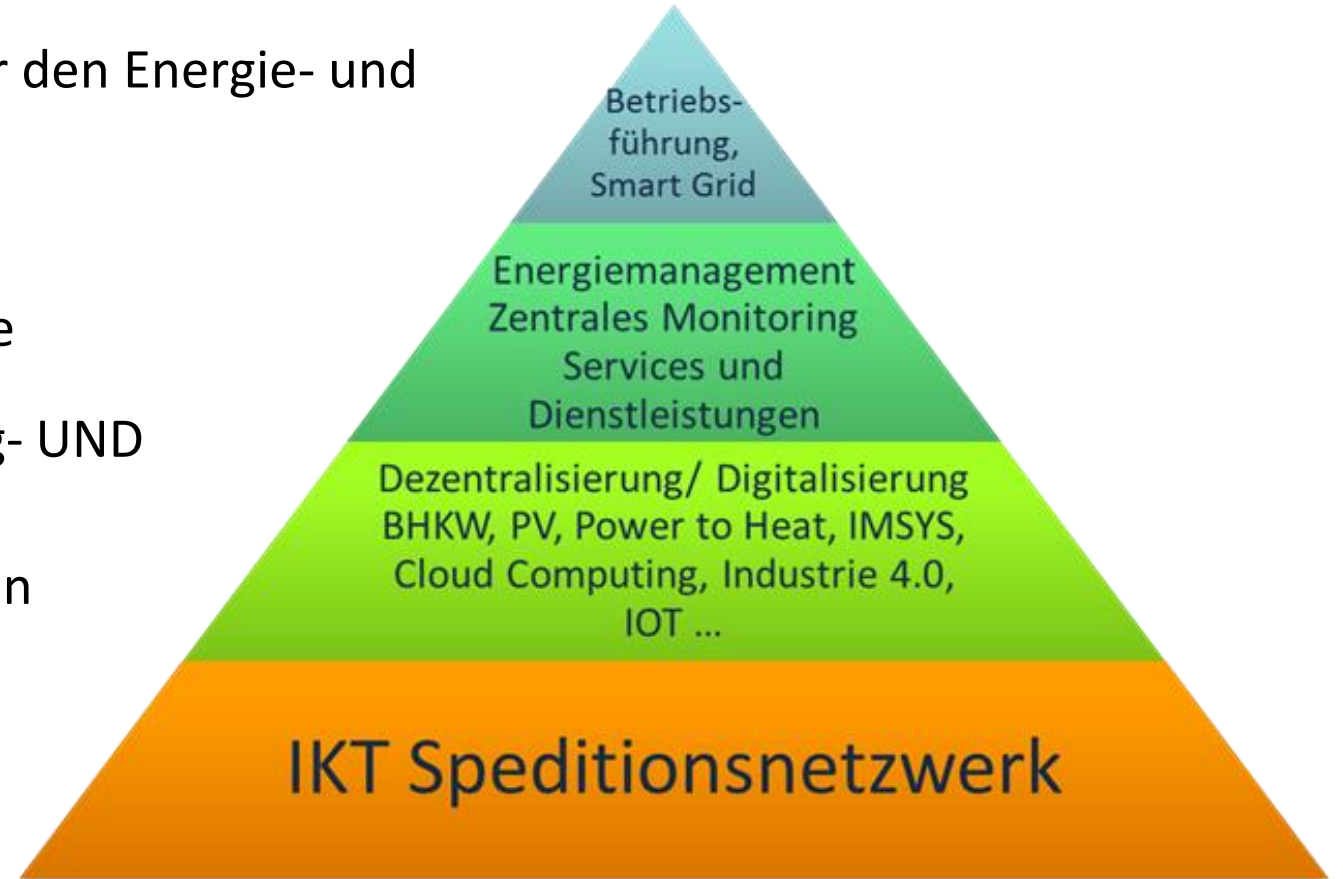 r den Energie- und
e
g- UND
n
Betriebs-
führung,
Smart Grid
Energiemanagement
Zentrales Monitoring
Services und
Dienstleistungen
Dezentralisierung/ Digitalisierung
BHKW, PV, Power to Heat, IMSYS,
Cloud Computing, Industrie 4.0,
IOT ...
IKT Speditionsnetzwerk